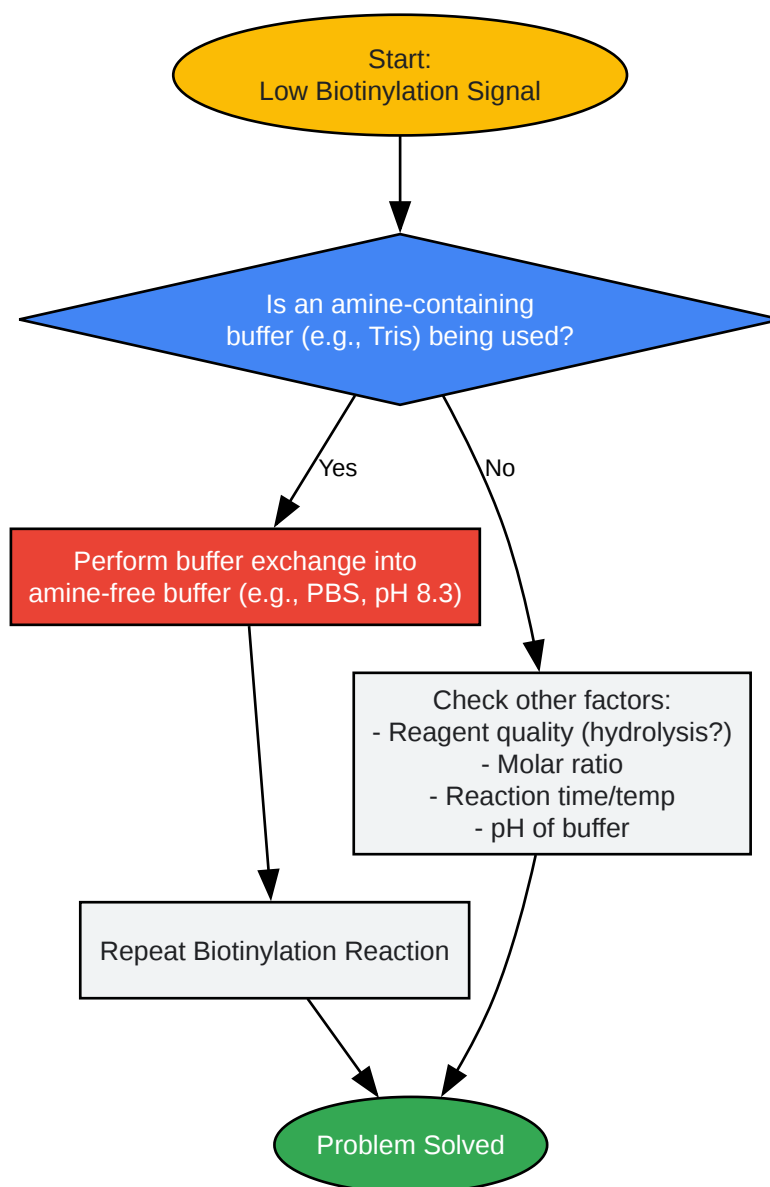 Start:
Low Biotinylation Signal
Is an amine-containing
buffer (e.g., Tris) being used?
Yes
No
Perform buffer exchange into
amine-free buffer (e.g., PBS, pH 8.3)
Check other factors:
- Reagent quality (hydrolysis?)
- Molar ratio
- Reaction time/temp
- pH of buffer
Repeat Biotinylation Reaction
Problem Solved